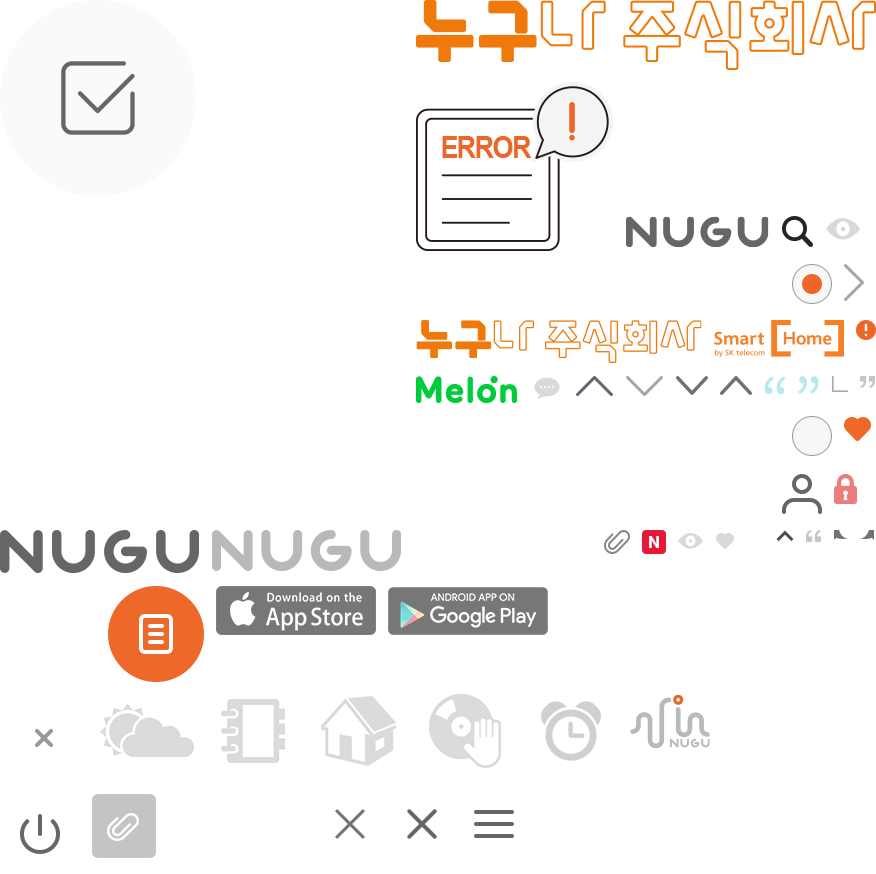 누구나 주식회사
ERROR
NUGU
누구나 주식회사
Smart [Home]
by SK telecom
Melon
N
NUGU NUGU
Download on the
App Store
ANDROID APP ON
Google Play
NUGU